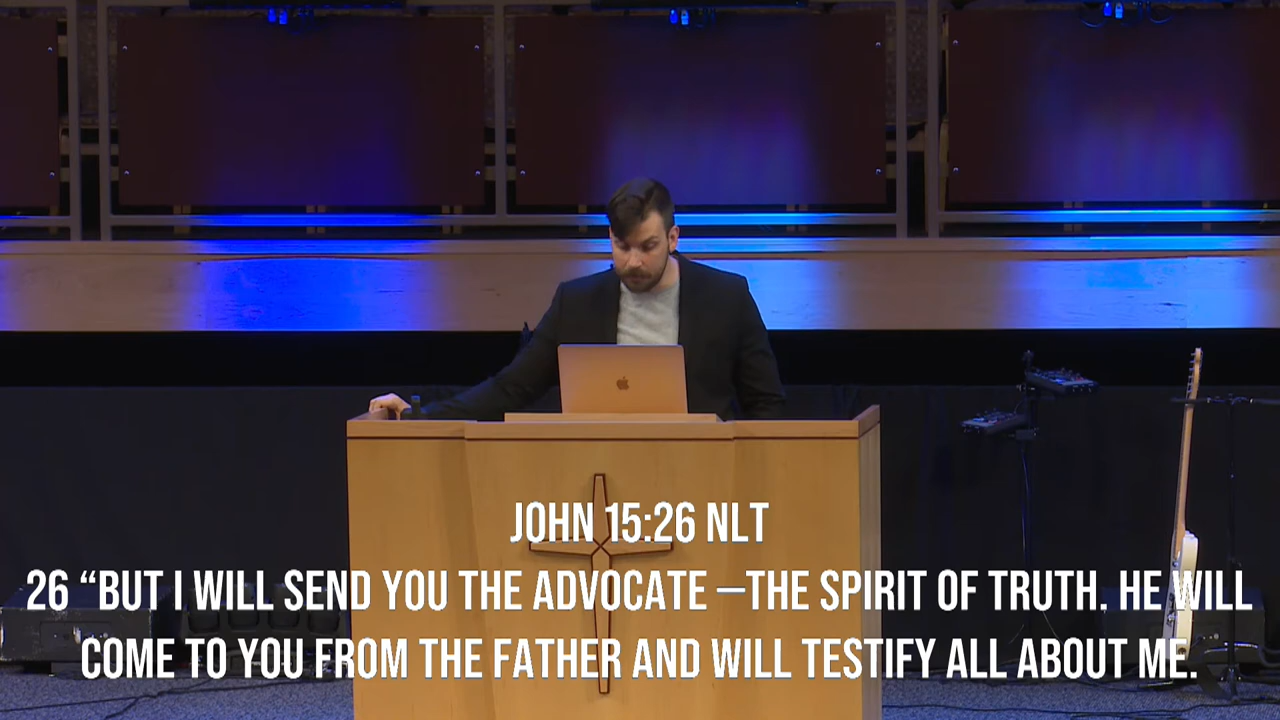 JOHN 15:26 NLT
26 “BUT I WILL SEND YOU THE ADVOCATE —THE SPIRIT OF TRUTH. HE WILL
COME TO YOU FROM THE FATHER AND WILL TESTIFY ALL ABOUT ME.